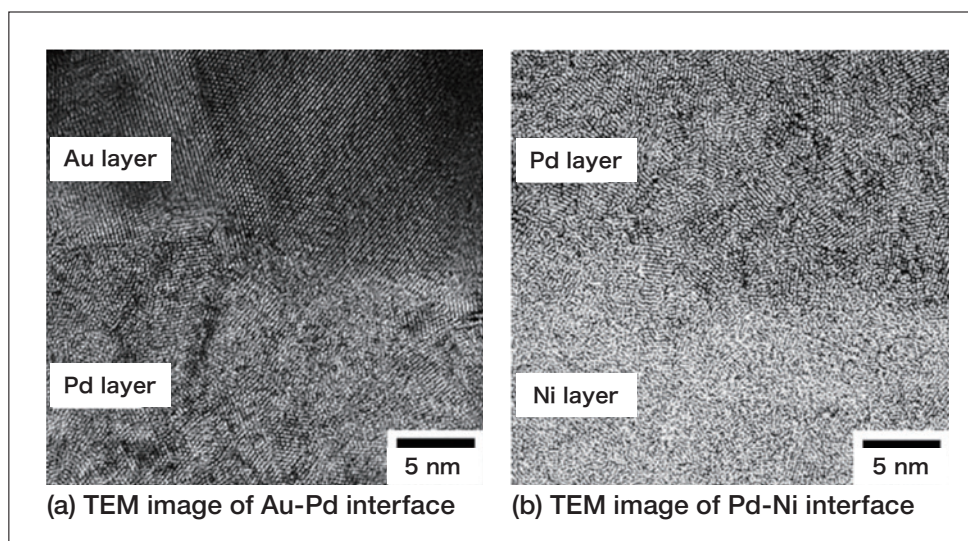 Au layer
Pd layer
5 nm
(a) TEM image of Au-Pd interface
Pd layer
Ni layer
5 nm
(b) TEM image of Pd-Ni interface